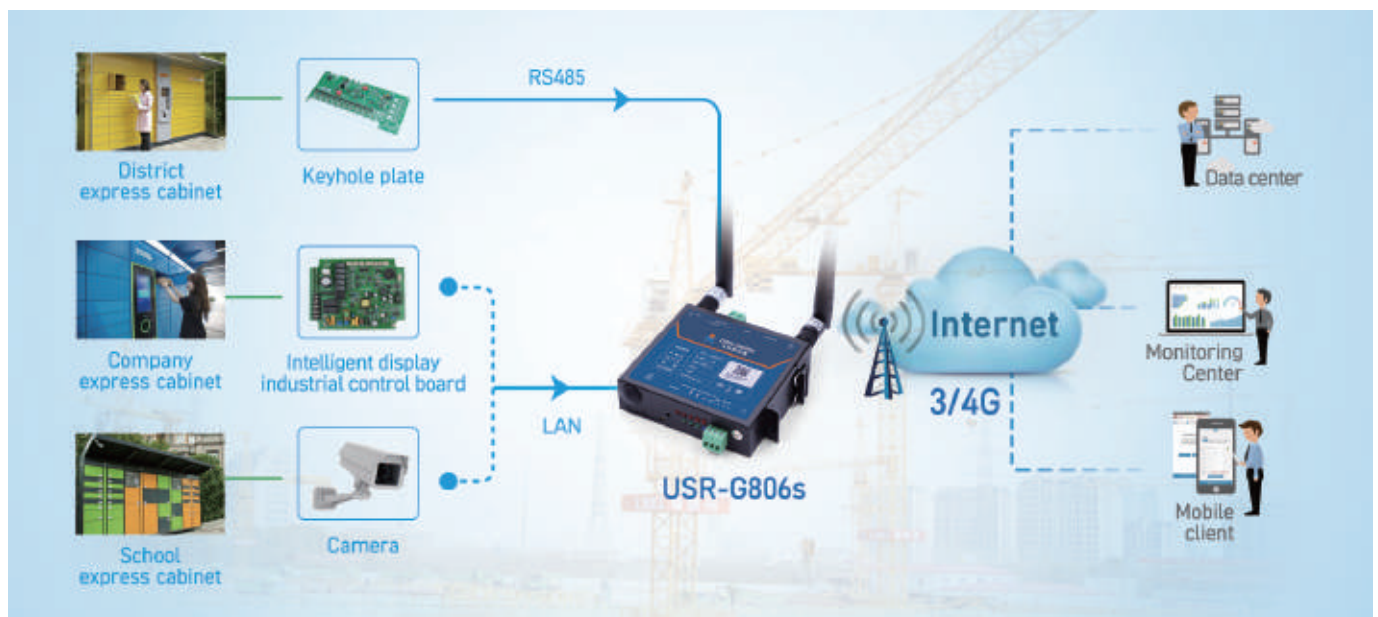 RS485
District
express cabinet
Keyhole plate
Data center
Company
express cabinet
Intelligent display
industrial control board
LAN
Internet
3/4G
Monitoring
Center
USR-G806s
School
express cabinet
Camera
Mobile
client